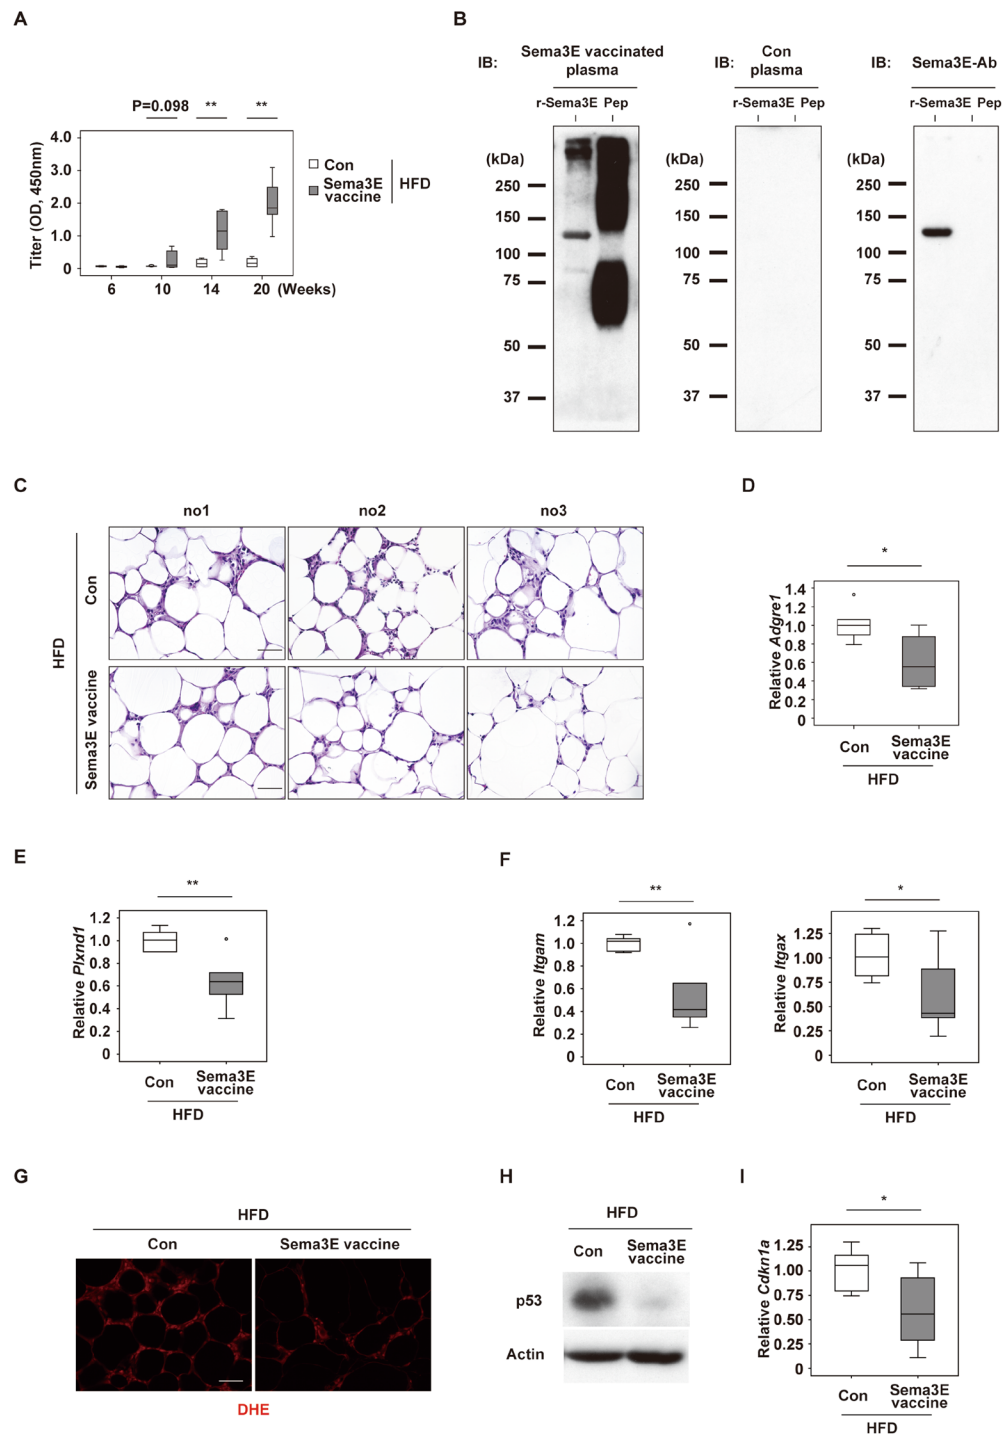 A
P=0.098 ** **
Titer (OD, 450nm)
4.0
3.0
2.0
1.0
0
6 10 14 20 (Weeks)
Con
Sema3E
vaccine
HFD
B
IB: Sema3E vaccinated
plasma
r-Sema3E Pep
(kDa)
250
150
100
75
50
37
IB: Con
plasma
r-Sema3E Pep
(kDa)
250
150
100
75
50
37
IB: Sema3E-Ab
r-Sema3E Pep
(kDa)
250
150
100
75
50
37
C
no1 no2 no3
HFD
Con
Sema3E vaccine
D
*
Relative Adgre1
1.4
1.2
1.0
0.8
0.6
0.4
0.2
0
Con Sema3E
vaccine
HFD
E
**
Relative Plxnd1
1.2
1.0
0.8
0.6
0.4
0.2
0
Con Sema3E
vaccine
HFD
F
**
Relative Itgam
1.2
1.0
0.8
0.6
0.4
0.2
0
Con Sema3E
vaccine
HFD
*
Relative Itgax
1.25
1.00
0.75
0.50
0.25
0
Con Sema3E
vaccine
HFD
G
HFD
Con Sema3E vaccine
DHE
H
HFD
Con Sema3E
vaccine
p53
Actin
I
*
Relative Cdkn1a
1.25
1.00
0.75
0.50
0.25
0
Con Sema3E
vaccine
HFD